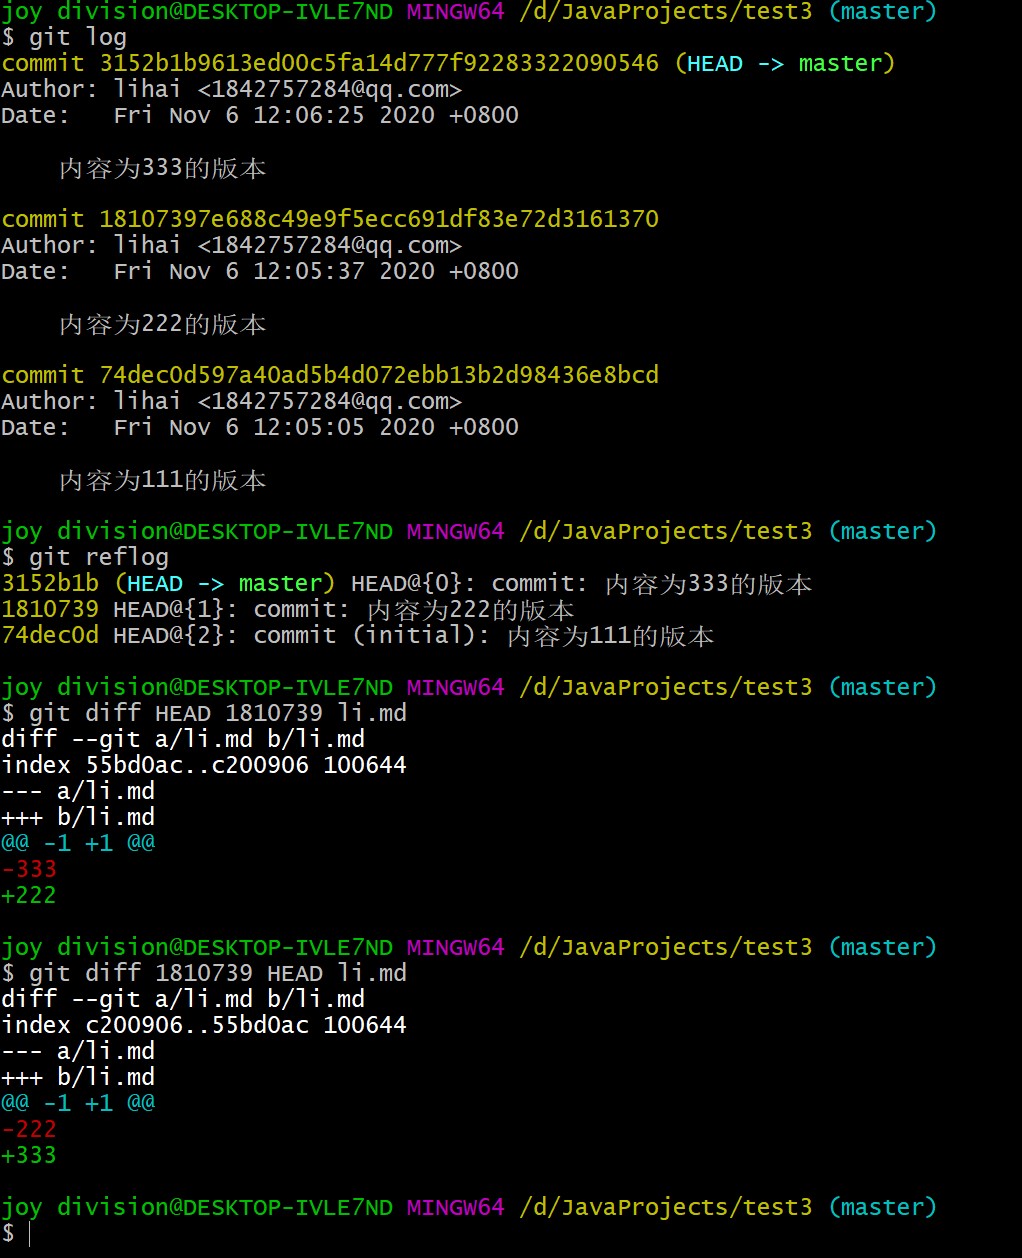 joy division@DESKTOP-IVLE7ND MINGW64 /d/JavaProjects/test3 (master)
$ git log
commit 3152b1b9613ed00c5fa14d777f92283322090546 (HEAD -> master)
Author: lihai <1842757284@qq.com>
Date:   Fri Nov 6 12:06:25 2020 +0800
    内容为333的版本
commit 18107397e688c49e9f5ecc691df83e72d3161370
Author: lihai <1842757284@qq.com>
Date:   Fri Nov 6 12:05:37 2020 +0800
    内容为222的版本
commit 74dec0d597a40ad5b4d072ebb13b2d98436e8bcd
Author: lihai <1842757284@qq.com>
Date:   Fri Nov 6 12:05:05 2020 +0800
    内容为111的版本
joy division@DESKTOP-IVLE7ND MINGW64 /d/JavaProjects/test3 (master)
$ git reflog
3152b1b (HEAD -> master) HEAD@{0}: commit: 内容为333的版本
1810739 HEAD@{1}: commit: 内容为222的版本
74dec0d HEAD@{2}: commit (initial): 内容为111的版本
joy division@DESKTOP-IVLE7ND MINGW64 /d/JavaProjects/test3 (master)
$ git diff HEAD 1810739 li.md
diff --git a/li.md b/li.md
index 55bd0ac..c200906 100644
--- a/li.md
+++ b/li.md
@@ -1 +1 @@
-333
+222
joy division@DESKTOP-IVLE7ND MINGW64 /d/JavaProjects/test3 (master)
$ git diff 1810739 HEAD li.md
diff --git a/li.md b/li.md
index c200906..55bd0ac 100644
--- a/li.md
+++ b/li.md
@@ -1 +1 @@
-222
+333
joy division@DESKTOP-IVLE7ND MINGW64 /d/JavaProjects/test3 (master)
$